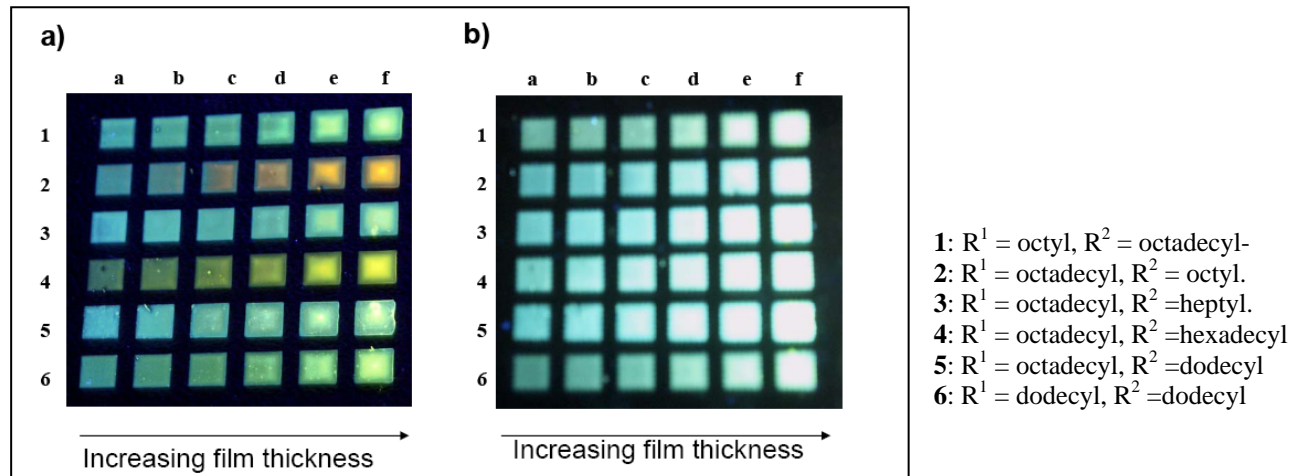 a)
a b c d e f
1
2
3
4
5
6
Increasing film thickness
b)
a b c d e f
1
2
3
4
5
6
Increasing film thickness
1: R¹ = octyl, R² = octadecyl-
2: R¹ = octadecyl, R² = octyl.
3: R¹ = octadecyl, R² =heptyl.
4: R¹ = octadecyl, R² =hexadecyl
5: R¹ = octadecyl, R² =dodecyl
6: R¹ = dodecyl, R² =dodecyl